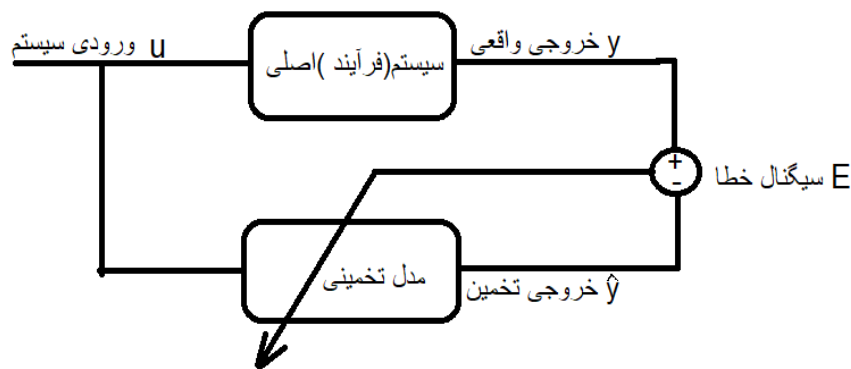 ورودی سیستم u
سیستم(فرآیند )اصلی
خروجی واقعی y
+
-
سیگنال خطا E
مدل تخمینی
خروجی تخمین ŷ